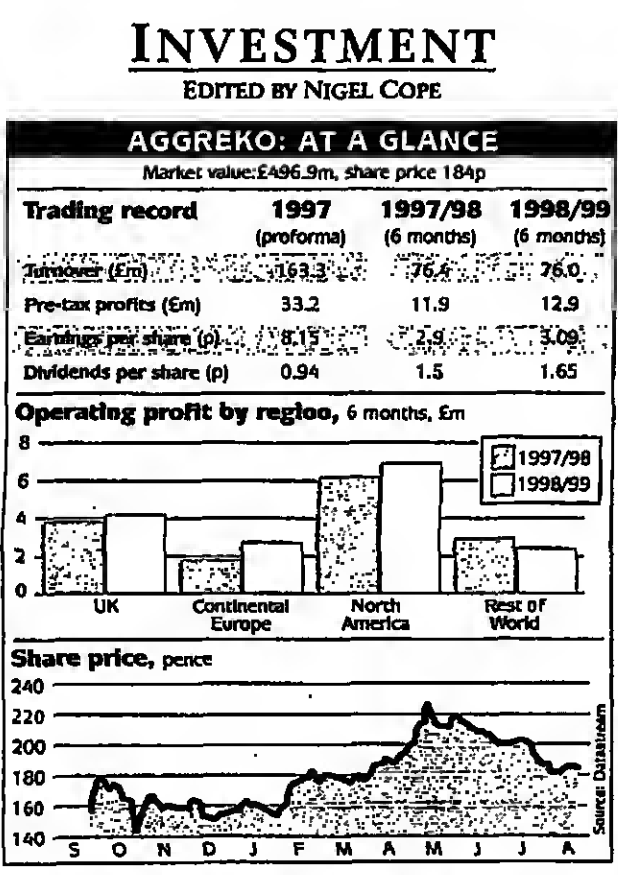 INVESTMENT
EDITED BY NIGEL COPE
AGGREKO: AT A GLANCE
Market value:£496.9m, share price 184p
Trading record 1997 1997/98 1998/99
(proforma) (6 months) (6 months)
Turnover (£m) 163.3 76.4 76.0
Pre-tax profits (£m) 33.2 11.9 12.9
Earnings per share (p) 8.15 2.9 3.09
Dividends per share (p) 0.94 1.5 1.65
Operating profit by region, 6 months, £m
8
6
4
2
0
1997/98
1998/99
UK Continental Europe North America Rest of World
Share price, pence
240
220
200
180
160
140
S O N D J F M A M J J A
Source: Datastream